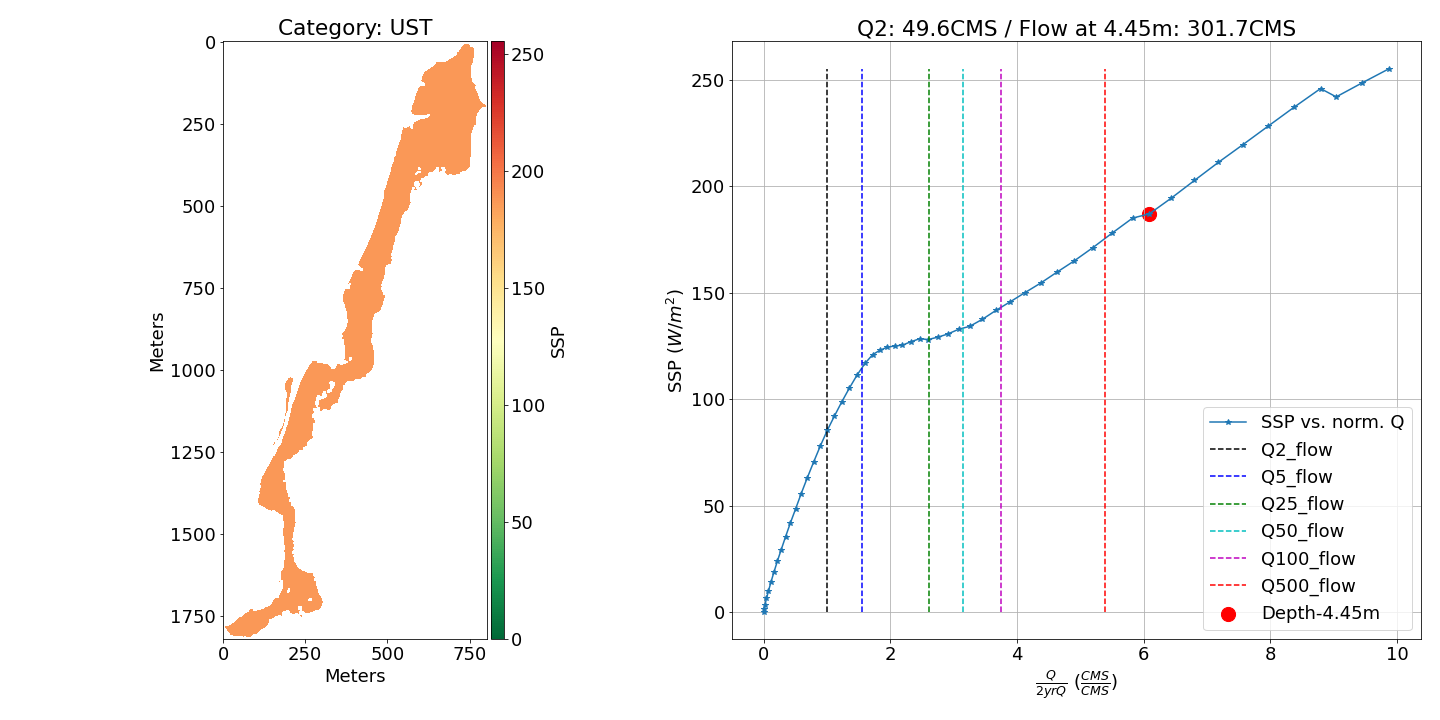 Category: UST
0
250
500
750
1000
1250
1500
1750
Meters
0
250
500
750
Meters
250
200
150
100
50
0
SSP
Q2: 49.6CMS / Flow at 4.45m: 301.7CMS
250
200
150
100
50
0
SSP (W/m²)
0
2
4
6
8
10
Q/2yrQ (CMS/CMS)
SSP vs. norm. Q
Q2_flow
Q5_flow
Q25_flow
Q50_flow
Q100_flow
Q500_flow
Depth-4.45m